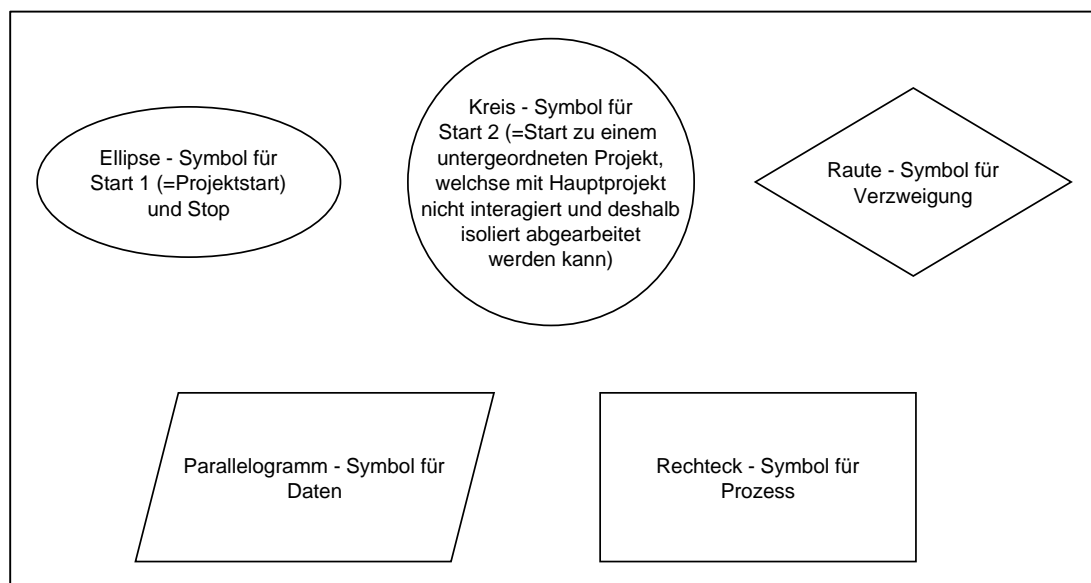 Ellipse - Symbol für
Start 1 (=Projektstart)
und Stop
Kreis - Symbol für
Start 2 (=Start zu einem
untergeordneten Projekt,
welchse mit Hauptprojekt
nicht interagiert und deshalb
isoliert abgearbeitet
werden kann)
Raute - Symbol für
Verzweigung
Parallelogramm - Symbol für
Daten
Rechteck - Symbol für
Prozess